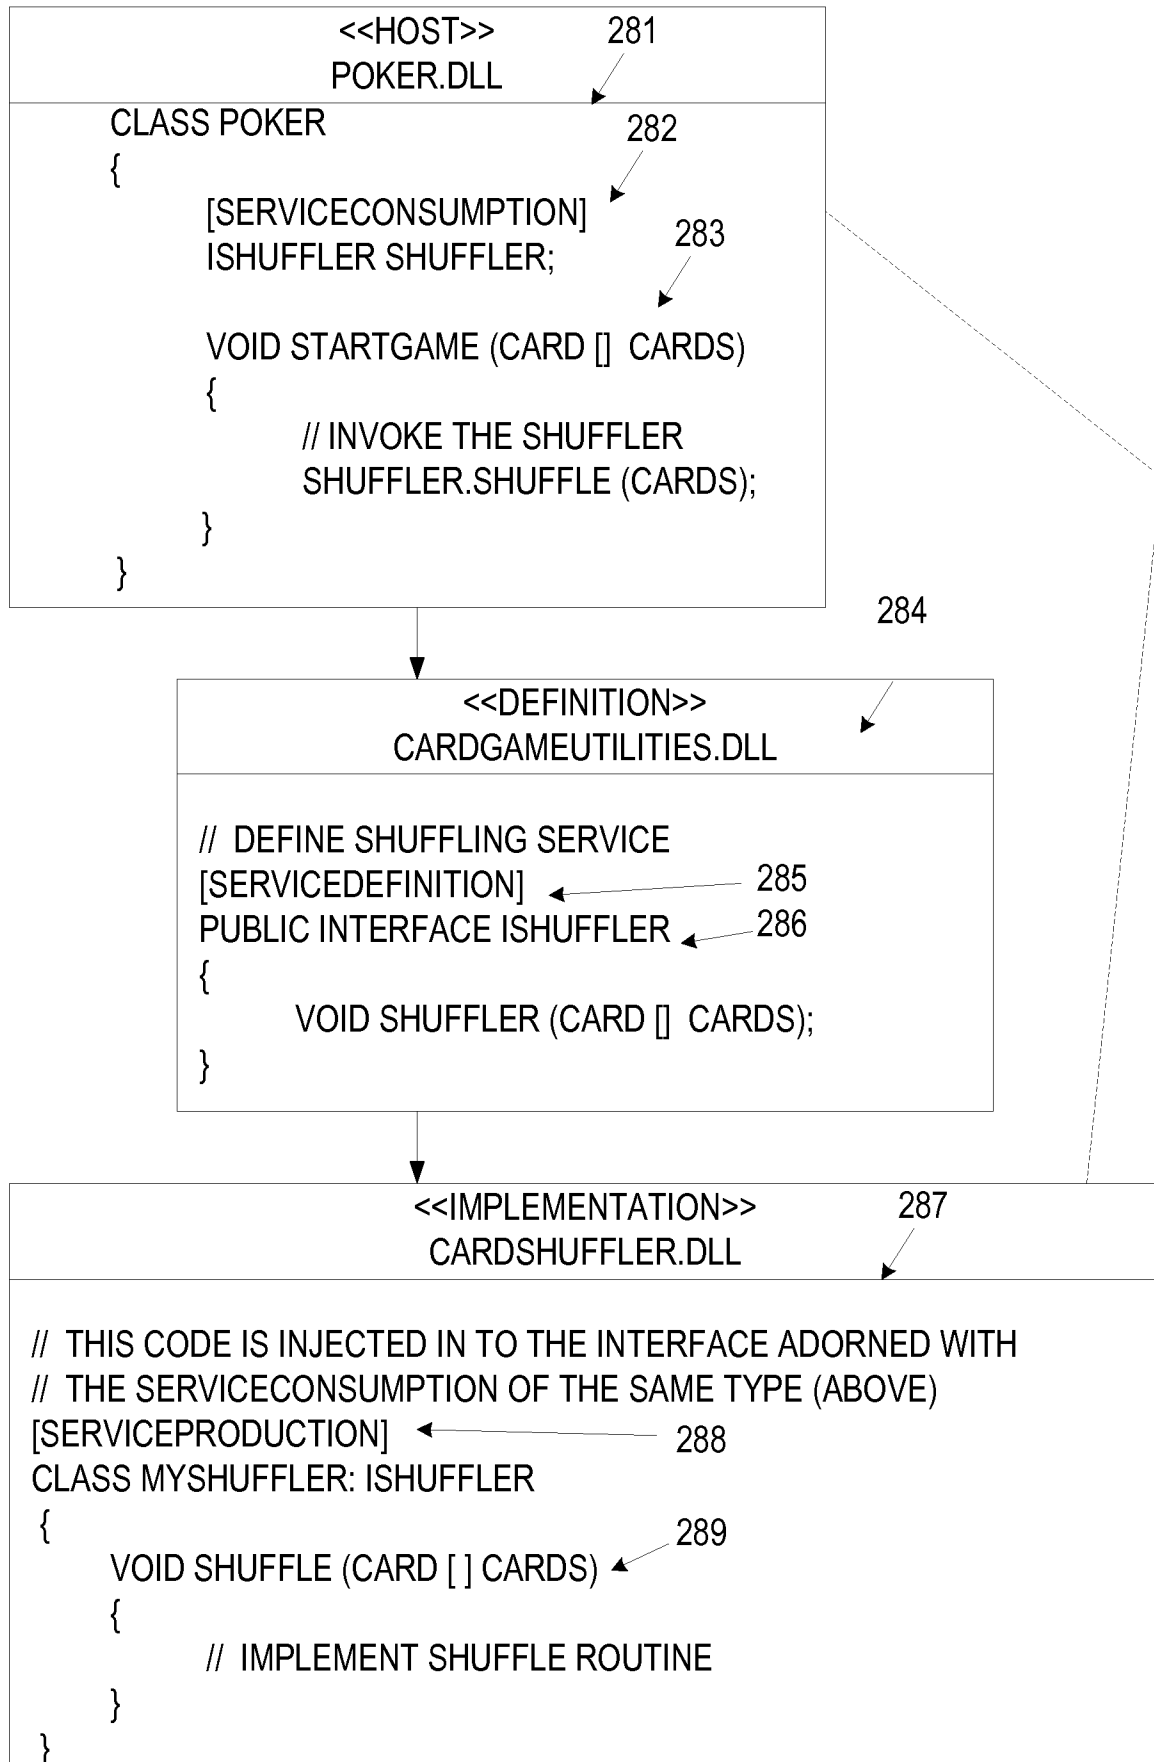 <<HOST>> 281
POKER.DLL
CLASS POKER
282
{
[SERVICECONSUMPTION]
283
ISHUFFLER SHUFFLER;
VOID STARTGAME (CARD [] CARDS)
{
// INVOKE THE SHUFFLER
SHUFFLER.SHUFFLE (CARDS);
}
}
284
<<DEFINITION>>
CARDGAMEUTILITIES.DLL
// DEFINE SHUFFLING SERVICE
[SERVICEDEFINITION] 285
PUBLIC INTERFACE ISHUFFLER 286
{
VOID SHUFFLER (CARD [] CARDS);
}
<<IMPLEMENTATION>> 287
CARDSHUFFLER.DLL
// THIS CODE IS INJECTED IN TO THE INTERFACE ADORNED WITH
// THE SERVICECONSUMPTION OF THE SAME TYPE (ABOVE)
[SERVICEPRODUCTION] 288
CLASS MYSHUFFLER: ISHUFFLER
{
289
VOID SHUFFLE (CARD [ ] CARDS)
{
// IMPLEMENT SHUFFLE ROUTINE
}
}